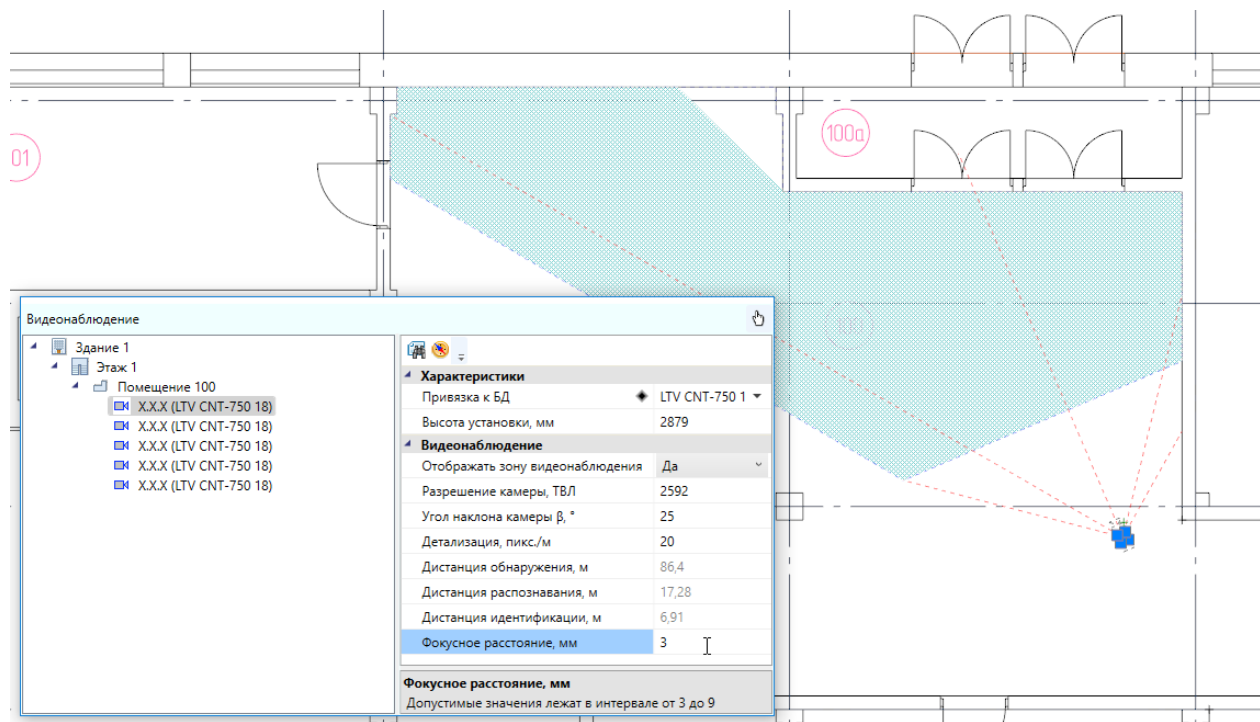 01
100а
Видеонаблюдение
Здание 1
Этаж 1
Помещение 100
X.X.X (LTV CNT-750 18)
X.X.X (LTV CNT-750 18)
X.X.X (LTV CNT-750 18)
X.X.X (LTV CNT-750 18)
X.X.X (LTV CNT-750 18)
Характеристики
Привязка к БД LTV CNT-750 1
Высота установки, мм 2879
Видеонаблюдение
Отображать зону видеонаблюдения Да
Разрешение камеры, ТВЛ 2592
Угол наклона камеры β, ° 25
Детализация, пикс./м 20
Дистанция обнаружения, м 86,4
Дистанция распознавания, м 17,28
Дистанция идентификации, м 6,91
Фокусное расстояние, мм 3
Фокусное расстояние, мм
Допустимые значения лежат в интервале от 3 до 9